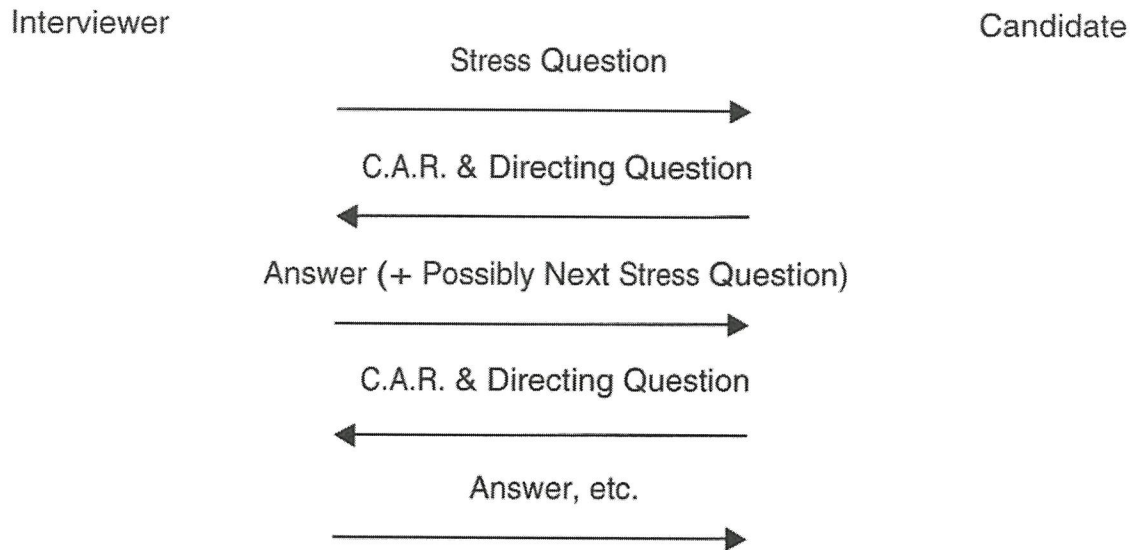 Interviewer
Candidate
Stress Question
C.A.R. & Directing Question
Answer (+ Possibly Next Stress Question)
C.A.R. & Directing Question
Answer, etc.